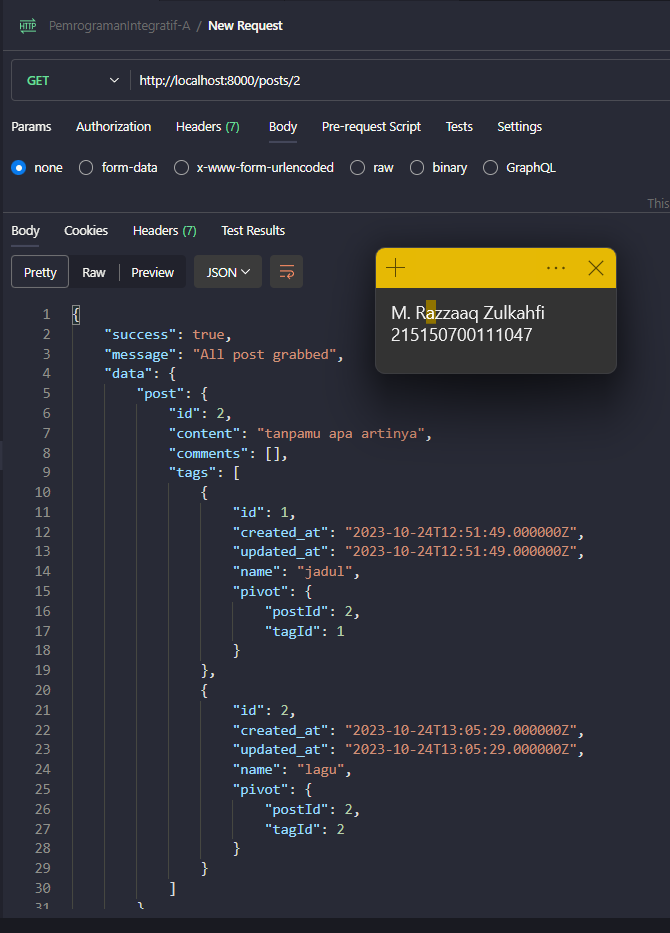 HTTP PemrogramanIntegratif-A / New Request
GET http://localhost:8000/posts/2
Params Authorization Headers (7) Body Pre-request Script Tests Settings
none form-data x-www-form-urlencoded raw binary GraphQL
This
Body Cookies Headers (7) Test Results
Pretty Raw Preview JSON
M. Razzaaq Zulkahfi
215150700111047
1 {
2 "success": true,
3 "message": "All post grabbed",
4 "data": {
5 "post": {
6 "id": 2,
7 "content": "tanpamu apa artinya",
8 "comments": [],
9 "tags": [
10 {
11 "id": 1,
12 "created_at": "2023-10-24T12:51:49.000000Z",
13 "updated_at": "2023-10-24T12:51:49.000000Z",
14 "name": "jadul",
15 "pivot": {
16 "postId": 2,
17 "tagId": 1
18 }
19 },
20 {
21 "id": 2,
22 "created_at": "2023-10-24T13:05:29.000000Z",
23 "updated_at": "2023-10-24T13:05:29.000000Z",
24 "name": "lagu",
25 "pivot": {
26 "postId": 2,
27 "tagId": 2
28 }
29 }
30 ]
31 }